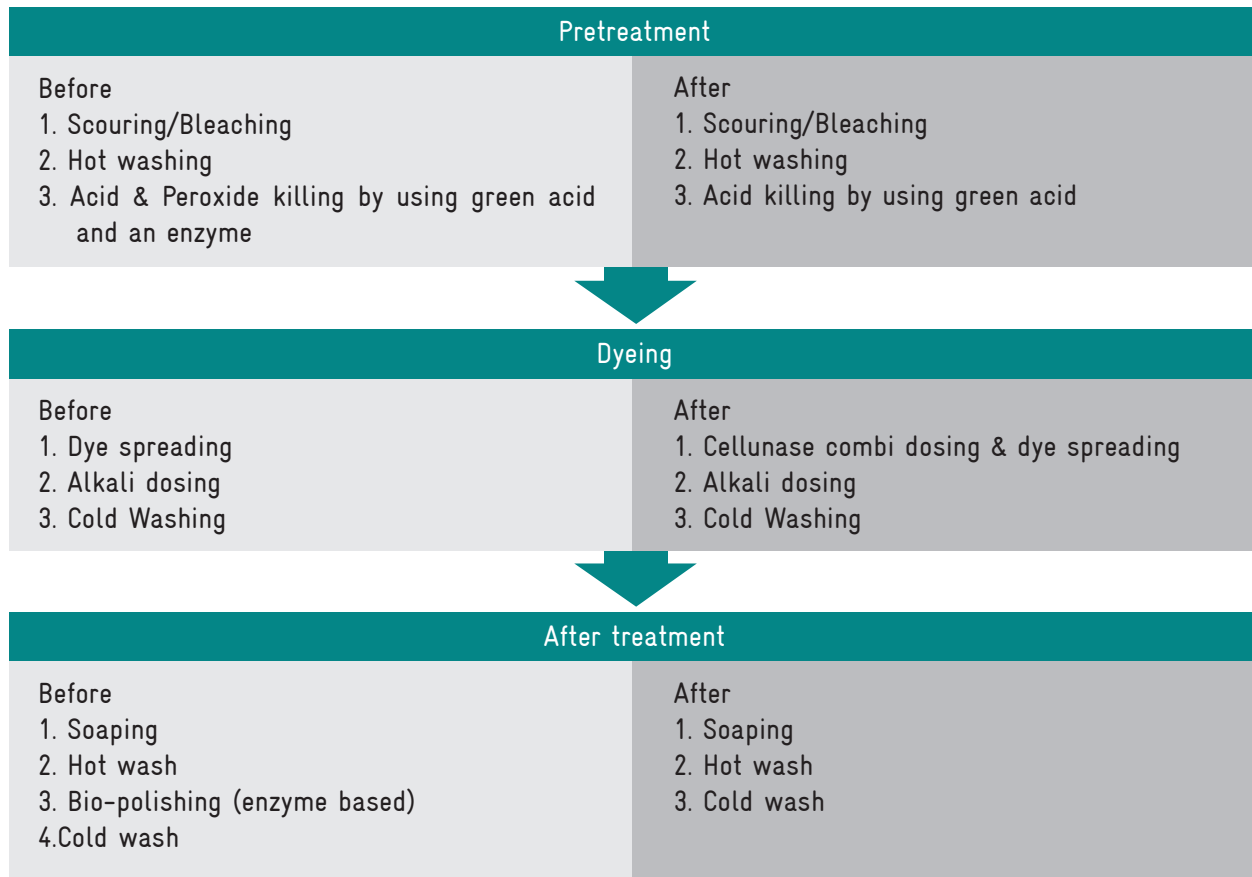 Pretreatment
Before
1. Scouring/Bleaching
2. Hot washing
3. Acid & Peroxide killing by using green acid
and an enzyme
After
1. Scouring/Bleaching
2. Hot washing
3. Acid killing by using green acid
Dyeing
Before
1. Dye spreading
2. Alkali dosing
3. Cold Washing
After
1. Cellunase combi dosing & dye spreading
2. Alkali dosing
3. Cold Washing
After treatment
Before
1. Soaping
2. Hot wash
3. Bio-polishing (enzyme based)
4.Cold wash
After
1. Soaping
2. Hot wash
3. Cold wash